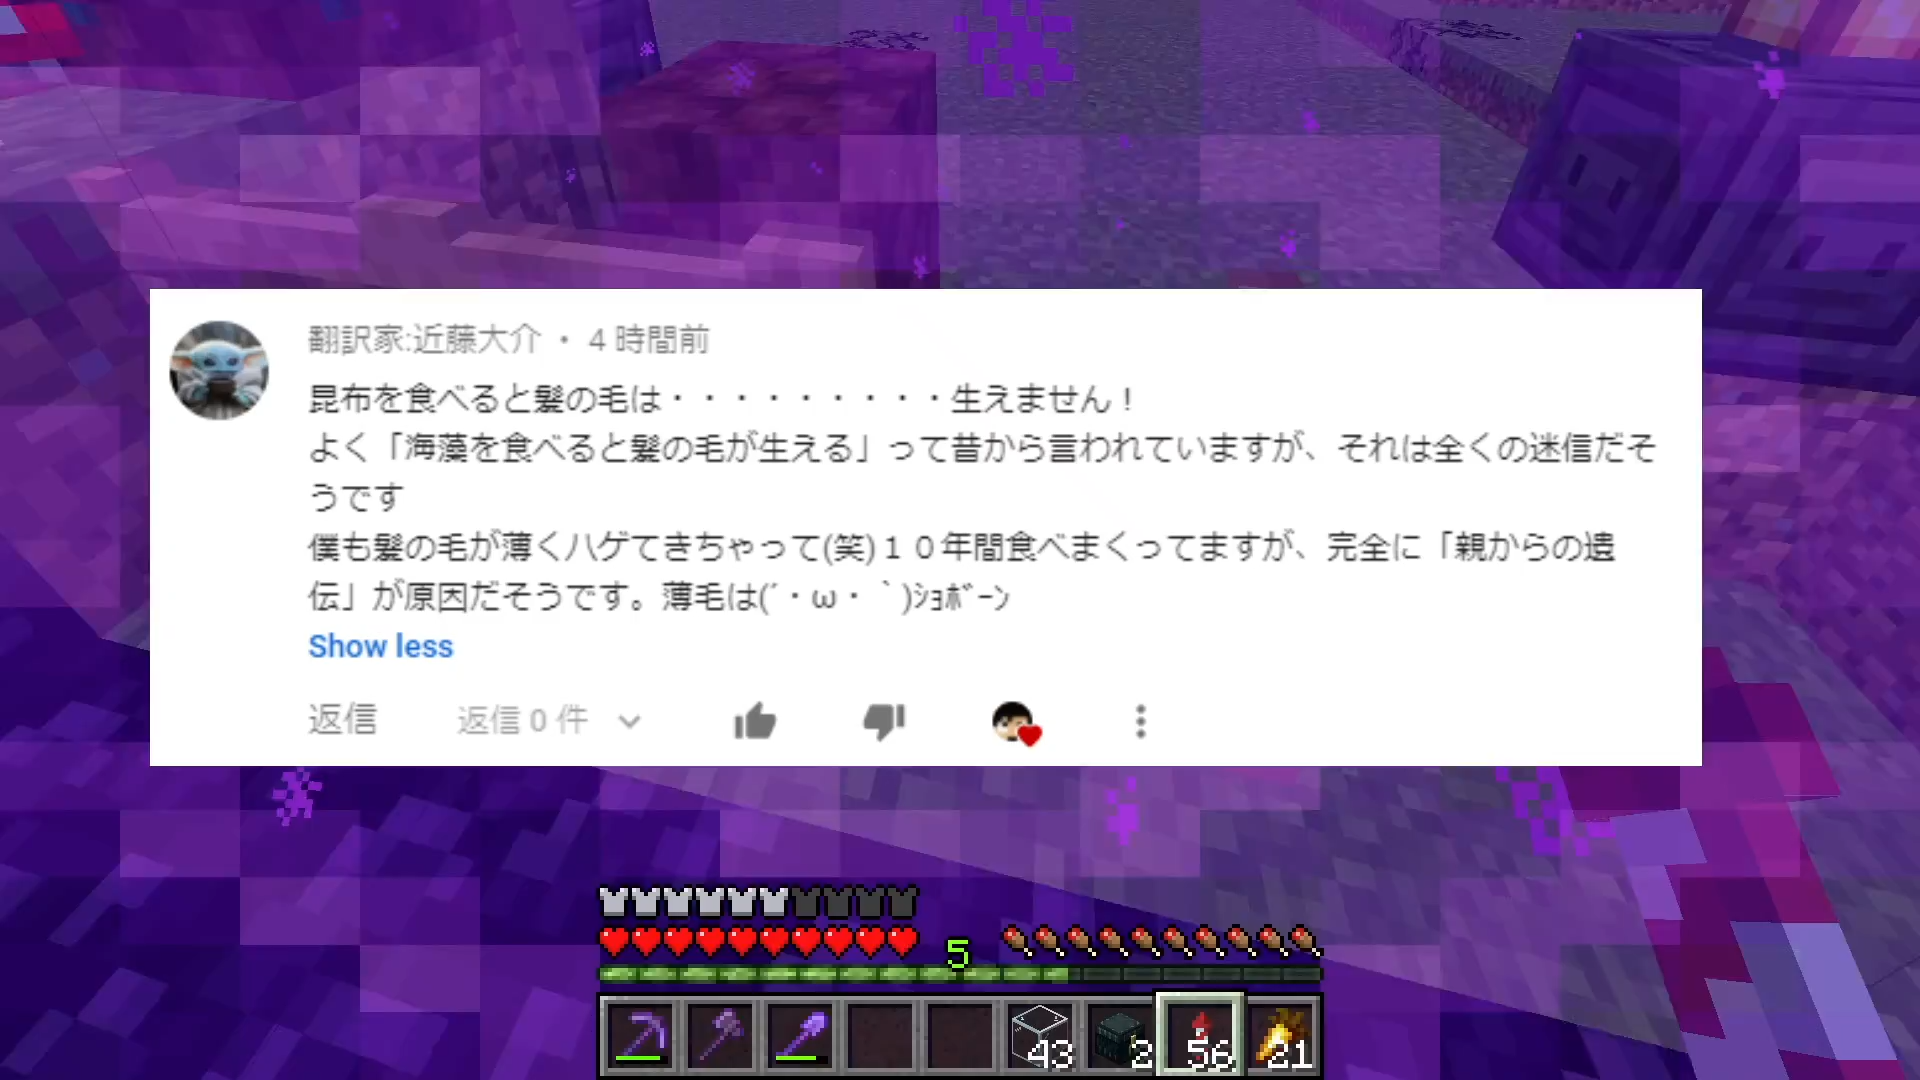 翻訳家:近藤大介 ・ 4 時間前
昆布を食べると髪の毛は・・・・・・・・・生えません！
よく「海藻を食べると髪の毛が生える」って昔から言われていますが、それは全くの迷信だそ
うです
僕も髪の毛が薄くハゲてきちゃって(笑)１０年間食べまくってますが、完全に「親からの遺
伝」が原因だそうです。薄毛は(´・ω・｀)ｼｮﾎﾞｰﾝ
Show less
返信 返信 0 件
5
43 2 56 21